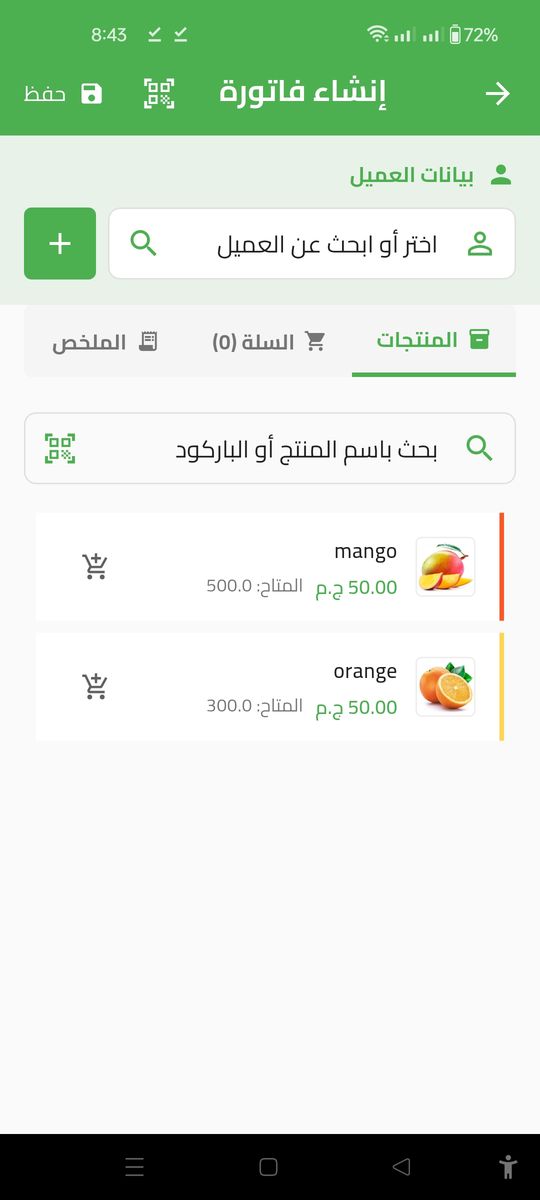 8:43 72%
إنشاء فاتورة حفظ
بيانات العميل
اختر أو ابحث عن العميل
المنتجات السلة (0) الملخص
بحث باسم المنتج أو الباركود
mango
50.00 ج.م المتاح: 500.0
orange
50.00 ج.م المتاح: 300.0